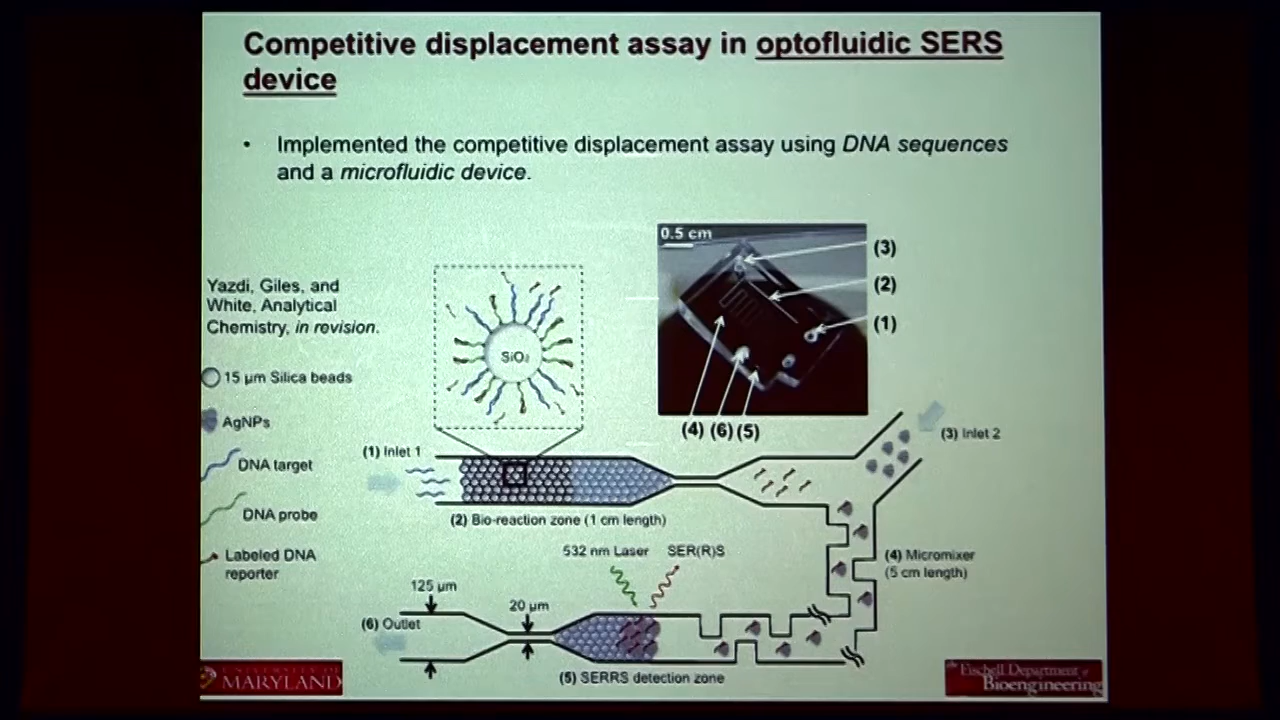 Competitive displacement assay in optofluidic SERS
device
• Implemented the competitive displacement assay using DNA sequences
and a microfluidic device.
0.5 cm
(3)
(2)
(1)
(4) (6) (5)
Yazdi, Giles, and
White, Analytical
Chemistry, in revision.
SiO₂
15 µm Silica beads
AgNPs
DNA target
DNA probe
Labeled DNA
reporter
(1) Inlet 1
(3) Inlet 2
(2) Bio-reaction zone (1 cm length)
532 nm Laser
SER(R)S
(4) Micromixer
(5 cm length)
125 µm
20 µm
(6) Outlet
(5) SERRS detection zone
UNIVERSITY OF
MARYLAND
the Fischell Department of
Bioengineering